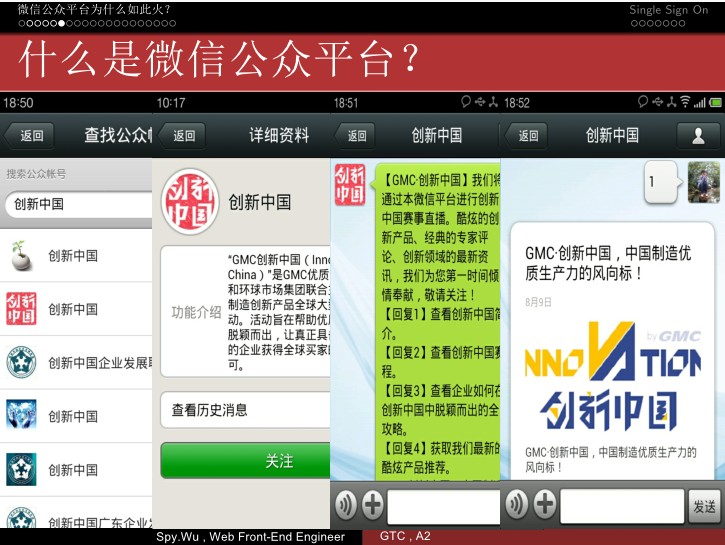 微信公众平台为什么如此火？
Single Sign On
什么是微信公众平台？
18:50
返回
查找公众帐
搜索公众帐号
创新中国
创新中国
创新中国
创新中国企业发展联
创新中国
创新中国
创新中国广东企业发
10:17
返回
详细资料
创新中国
功能介绍
“GMC创新中国（Inno
China）”是GMC优质
和环球市场集团联合主
制造创新产品全球大型
动。活动旨在帮助优质
脱颖而出，让真正具备
的企业获得全球买家的
可。
查看历史消息
关注
18:51
返回
创新中国
【GMC·创新中国】我们将
通过本微信平台进行创新
中国赛事直播。酷炫的创
新产品、经典的专家评
论、创新领域的最新资
讯，我们为您第一时间倾
情奉献，敬请关注！
【回复1】查看创新中国简
介。
【回复2】查看创新中国赛
程。
【回复3】查看企业如何在
创新中国中脱颖而出的全
攻略。
【回复4】获取我们最新的
酷炫产品推荐。
18:52
返回
创新中国
1
GMC·创新中国，中国制造优
质生产力的风向标！
8月9日
by GMC
INNOVATION
创新中国
GMC·创新中国，中国制造优质生产力的
风向标！
发送
Spy.Wu , Web Front-End Engineer
GTC , A2